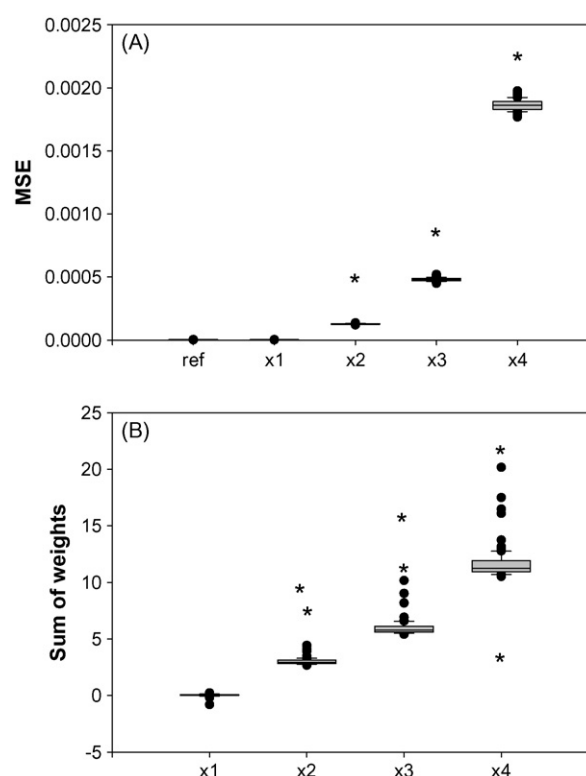 (A)
MSE
0.0025
0.0020
0.0015
0.0010
0.0005
0.0000
* * *
ref x1 x2 x3 x4
(B)
Sum of weights
25
20
15
10
5
0
-5
* * * * * *
x1 x2 x3 x4